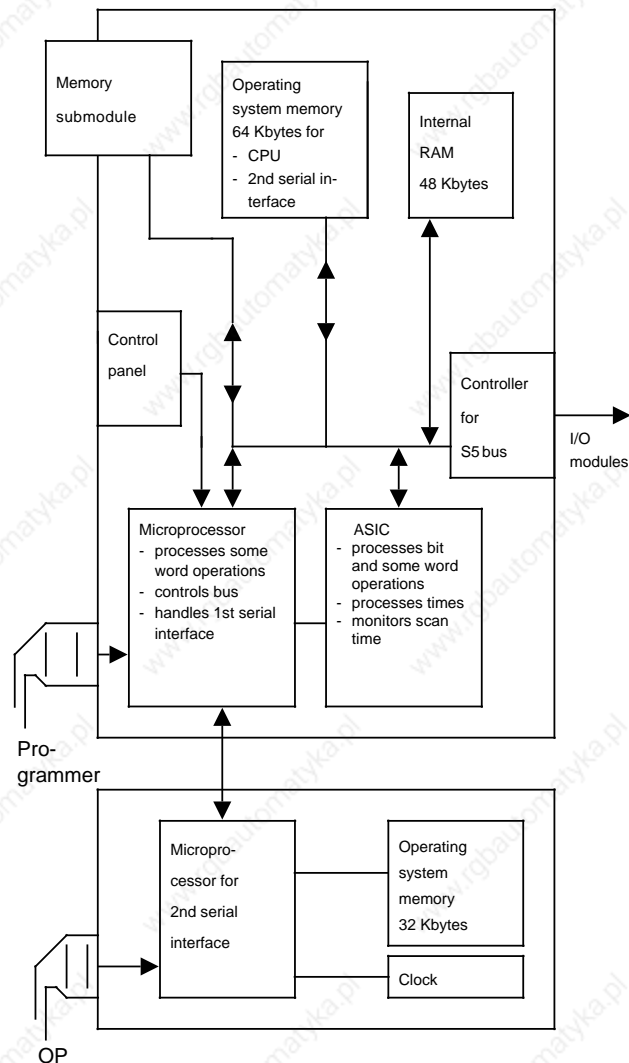 Memory
submodule
Operating
system memory
64 Kbytes for
- CPU
- 2nd serial in-
terface
Internal
RAM
48 Kbytes
Control
panel
Controller
for
S5 bus
I/O
modules
Microprocessor
- processes some
word operations
- controls bus
- handles 1st serial
interface
ASIC
- processes bit
and some word
operations
- processes times
- monitors scan
time
Pro-
grammer
Micropro-
cessor for
2nd serial
interface
Operating
system
memory
32 Kbytes
Clock
OP
www.rgbautomatyka.pl